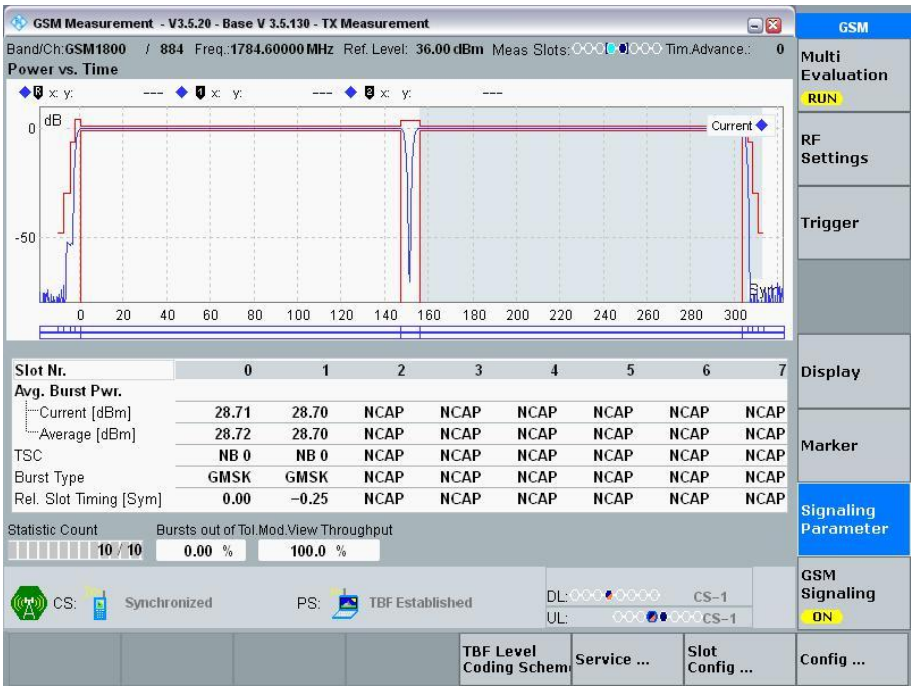 GSM Measurement - V3.5.20 - Base V 3.5.130 - TX Measurement
GSM
Band/Ch:GSM1800 / 884 Freq.:1784.60000 MHz Ref. Level: 36.00 dBm Meas Slots: Tim.Advance.: 0
Power vs. Time
Multi Evaluation
RUN
R x: y: --- 1 x: y: --- 2 x: y: ---
dB
Current
0
-50
Sym
0 20 40 60 80 100 120 140 160 180 200 220 240 260 280 300
RF Settings
Trigger
Slot Nr. 0 1 2 3 4 5 6 7
Avg. Burst Pwr.
Current [dBm] 28.71 28.70 NCAP NCAP NCAP NCAP NCAP NCAP
Average [dBm] 28.72 28.70 NCAP NCAP NCAP NCAP NCAP NCAP
TSC NB 0 NB 0 NCAP NCAP NCAP NCAP NCAP NCAP
Burst Type GMSK GMSK NCAP NCAP NCAP NCAP NCAP NCAP
Rel. Slot Timing [Sym] 0.00 -0.25 NCAP NCAP NCAP NCAP NCAP NCAP
Display
Marker
Signaling Parameter
Statistic Count Bursts out of Tol. Mod.View Throughput
10 / 10 0.00 % 100.0 %
CS: Synchronized PS: TBF Established DL: CS-1
UL: CS-1
GSM Signaling
ON
TBF Level Coding Schem
Service ...
Slot Config ...
Config ...